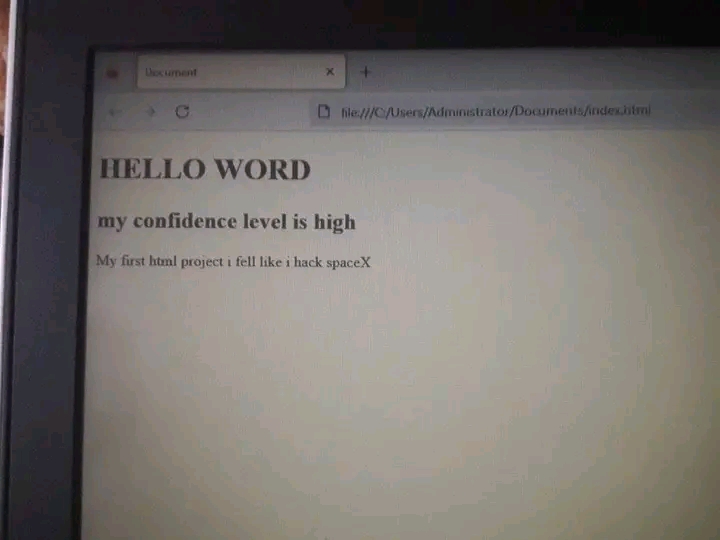 Document
file:///C:/Users/Administrator/Documents/index.html
HELLO WORD
my confidence level is high
My first html project i fell like i hack spaceX